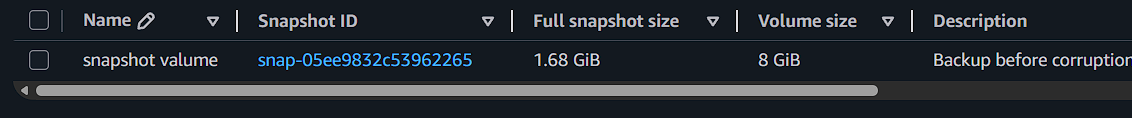 Name Snapshot ID Full snapshot size Volume size Description
snapshot valume snap-05ee9832c53962265 1.68 GiB 8 GiB Backup before corruption